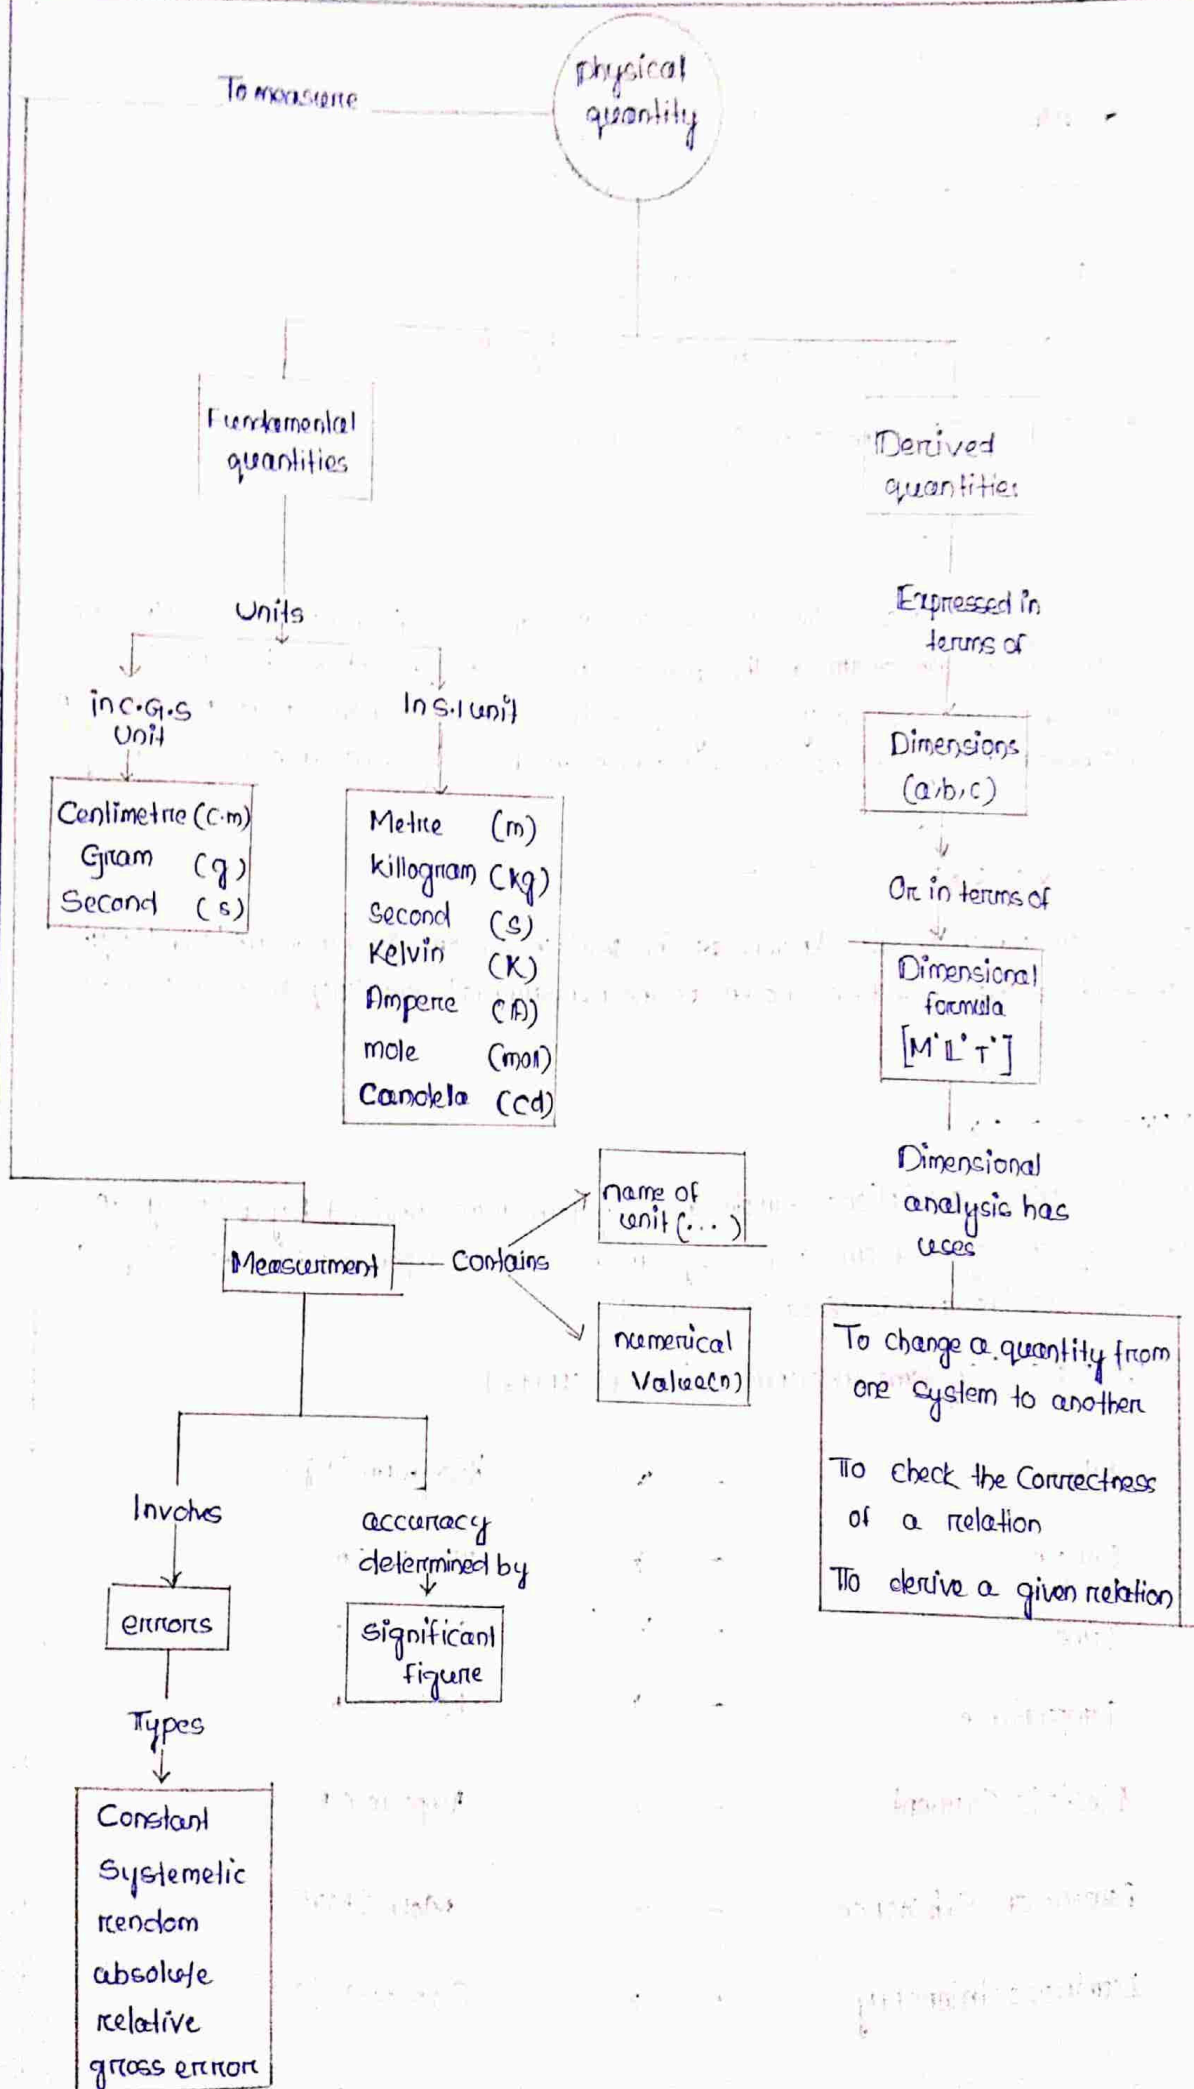 Physical
quantity
To measure
Fundamental
quantities
Units
in C.G.S
Unit
Centimetre (C.m)
Gram (g)
Second (s)
In S.I unit
Metre (m)
killogram (kg)
Second (s)
Kelvin (K)
Ampere (A)
mole (mol)
Candela (cd)
Derived
quantities
Expressed in
terms of
Dimensions
(a,b,c)
Or in terms of
Dimensional
formula
[M L T]
Dimensional
analysis has
uses
To change a quantity from
one system to another
To check the Correctness
of a relation
To derive a given relation
Measurment
Contains
name of
unit (...)
numerical
Value(n)
Involvs
errors
Types
Constant
Systemetic
rendom
absolute
relative
gross error
accuracy
determined by
significant
figure